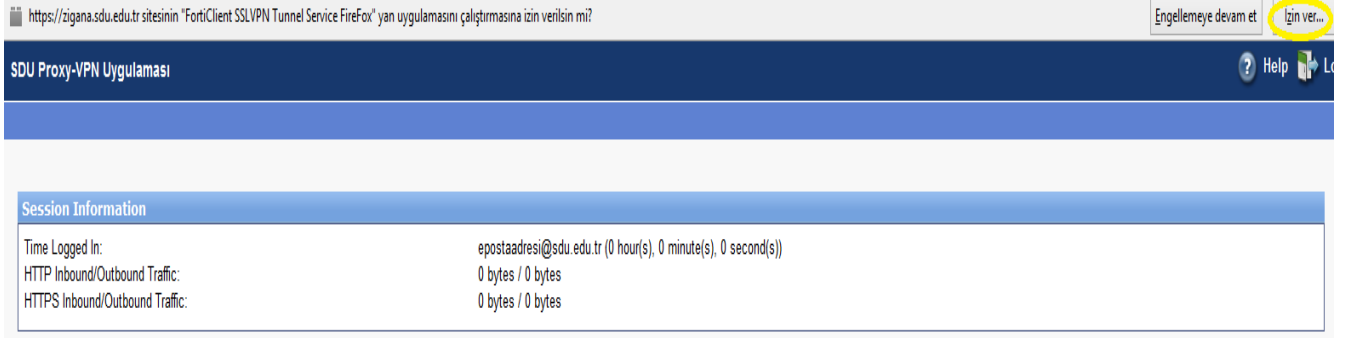 https://zigana.sdu.edu.tr sitesinin "FortiClient SSLVPN Tunnel Service FireFox" yan uygulamasını çalıştırmasına izin verilsin mi? Engellemeye devam et İzin ver...
SDU Proxy-VPN Uygulaması Help
Session Information
Time Logged In: epostaadresi@sdu.edu.tr (0 hour(s), 0 minute(s), 0 second(s))
HTTP Inbound/Outbound Traffic: 0 bytes / 0 bytes
HTTPS Inbound/Outbound Traffic: 0 bytes / 0 bytes